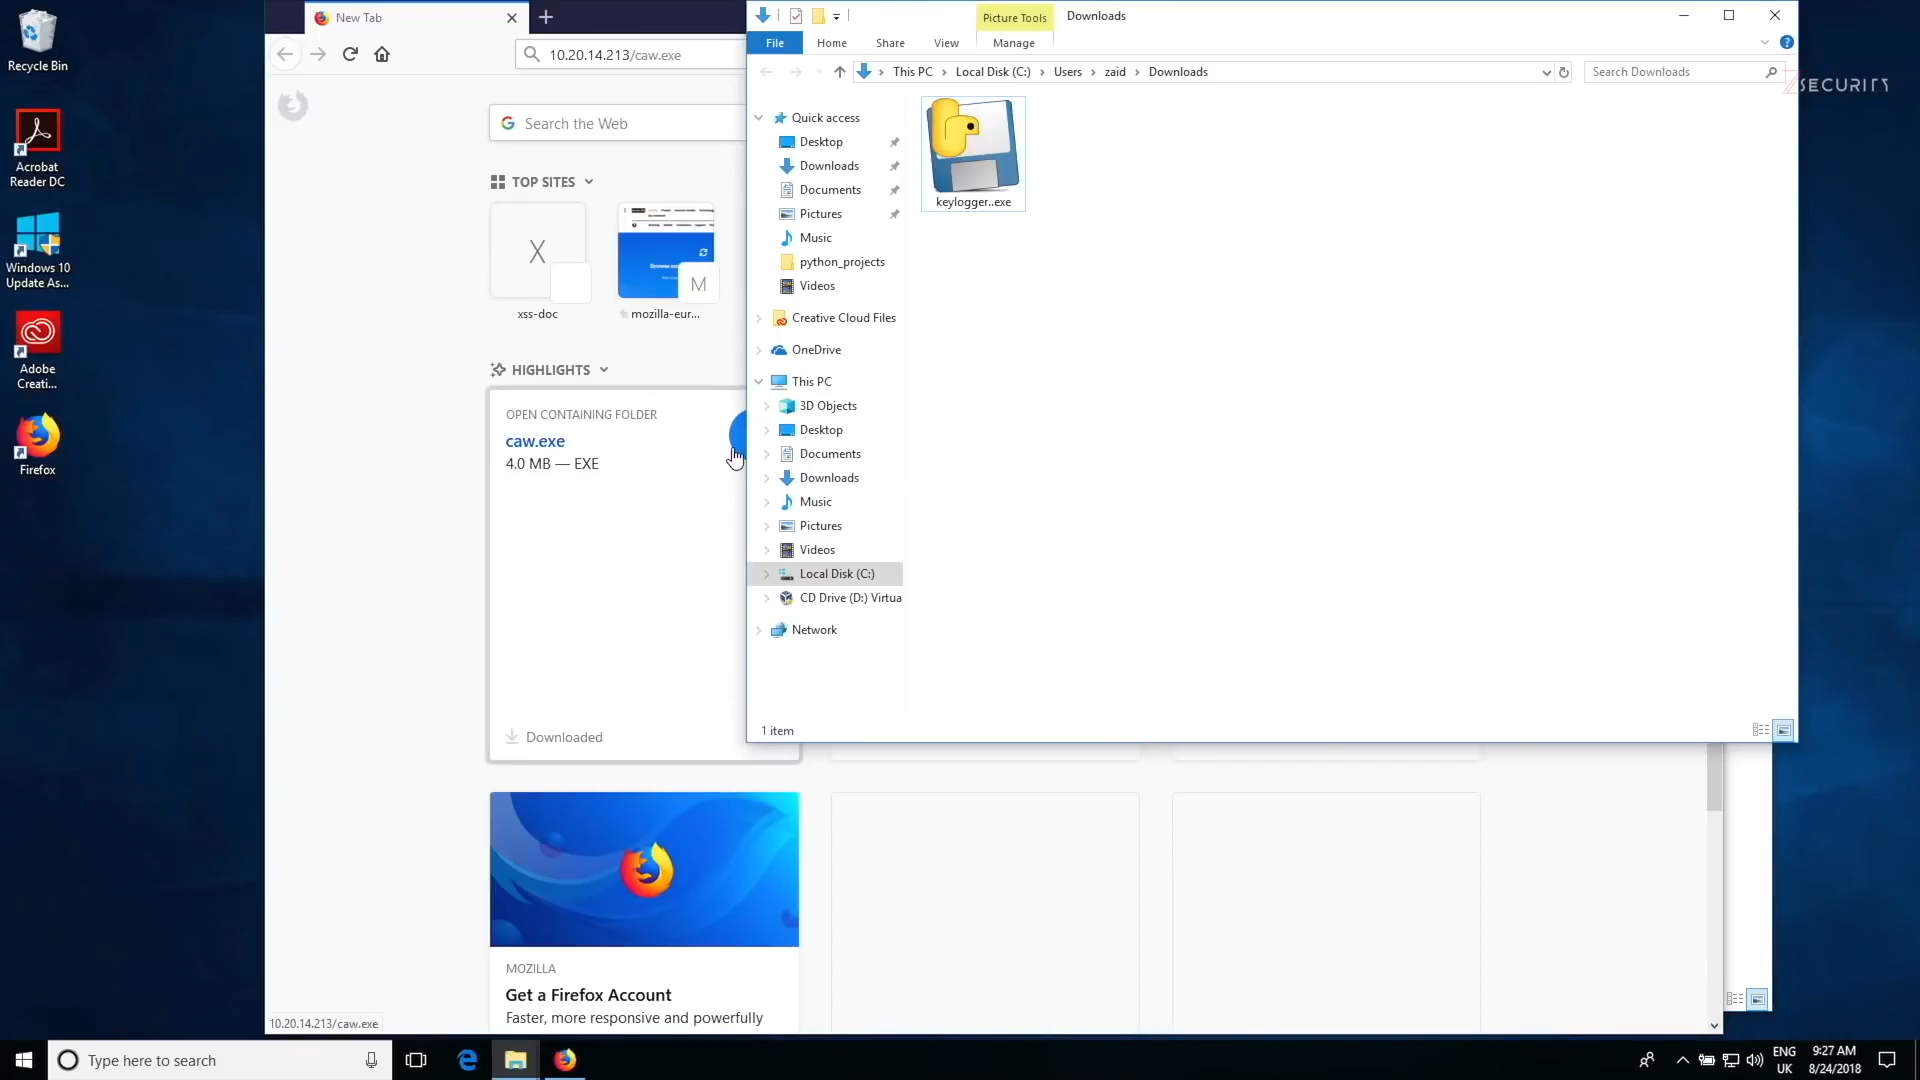 Recycle Bin
Acrobat
Reader DC
Windows 10
Update As...
Adobe
Creati...
Firefox
New Tab
10.20.14.213/caw.exe
Search the Web
TOP SITES
X
M
xss-doc
mozilla-eur...
HIGHLIGHTS
OPEN CONTAINING FOLDER
caw.exe
4.0 MB — EXE
Downloaded
MOZILLA
Get a Firefox Account
Faster, more responsive and powerfully
10.20.14.213/caw.exe
Picture Tools
Downloads
File
Home
Share
View
Manage
This PC
Local Disk (C:)
Users
zaid
Downloads
Search Downloads
SECURITY
Quick access
Desktop
Downloads
Documents
Pictures
Music
python_projects
Videos
Creative Cloud Files
OneDrive
This PC
3D Objects
Desktop
Documents
Downloads
Music
Pictures
Videos
Local Disk (C:)
CD Drive (D:) Virtua
Network
keylogger..exe
1 item
Type here to search
ENG
UK
9:27 AM
8/24/2018